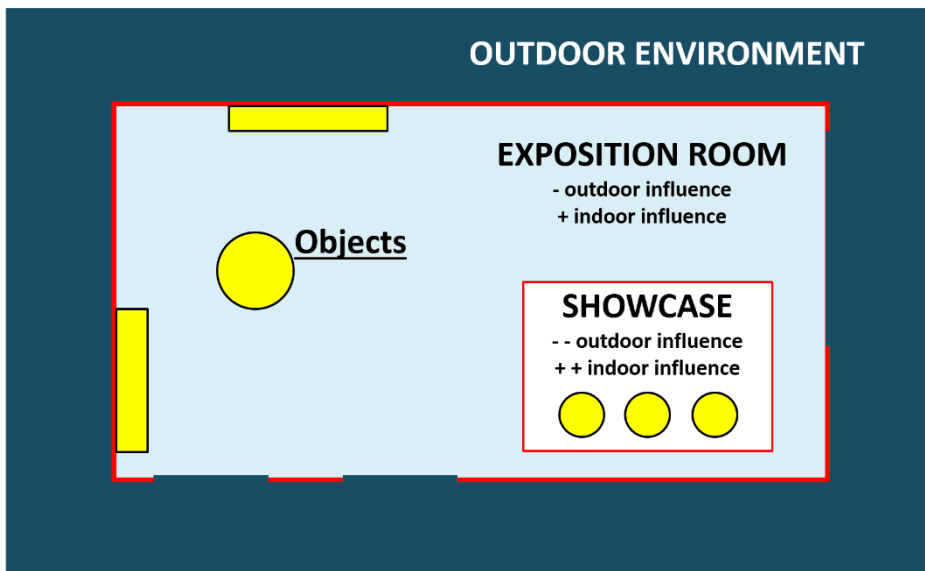 OUTDOOR ENVIRONMENT
EXPOSITION ROOM
- outdoor influence
+ indoor influence
Objects
SHOWCASE
- - outdoor influence
+ + indoor influence